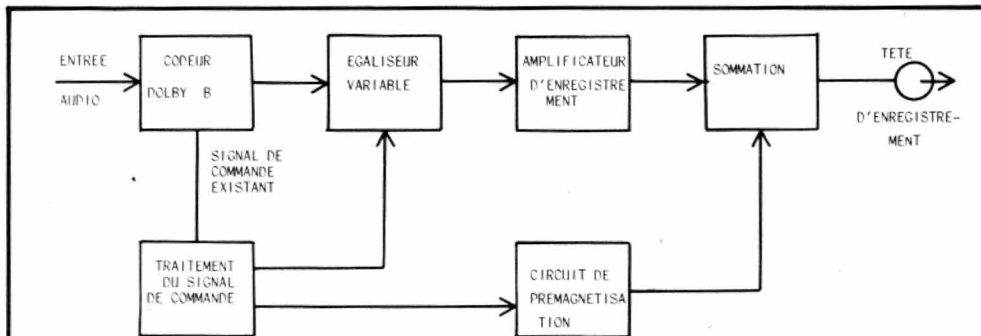 ENTREE
AUDIO
CODEUR
DOLBY B
EGALISEUR
VARIABLE
AMPLIFICATEUR
D'ENREGISTRE
MENT
SOMMATION
TETE
D'ENREGISTRE-
MENT
SIGNAL DE
COMMANDE
EXISTANT
TRAITEMENT
DU SIGNAL
DE COMMANDE
CIRCUIT DE
PREMAGNETISA
TION